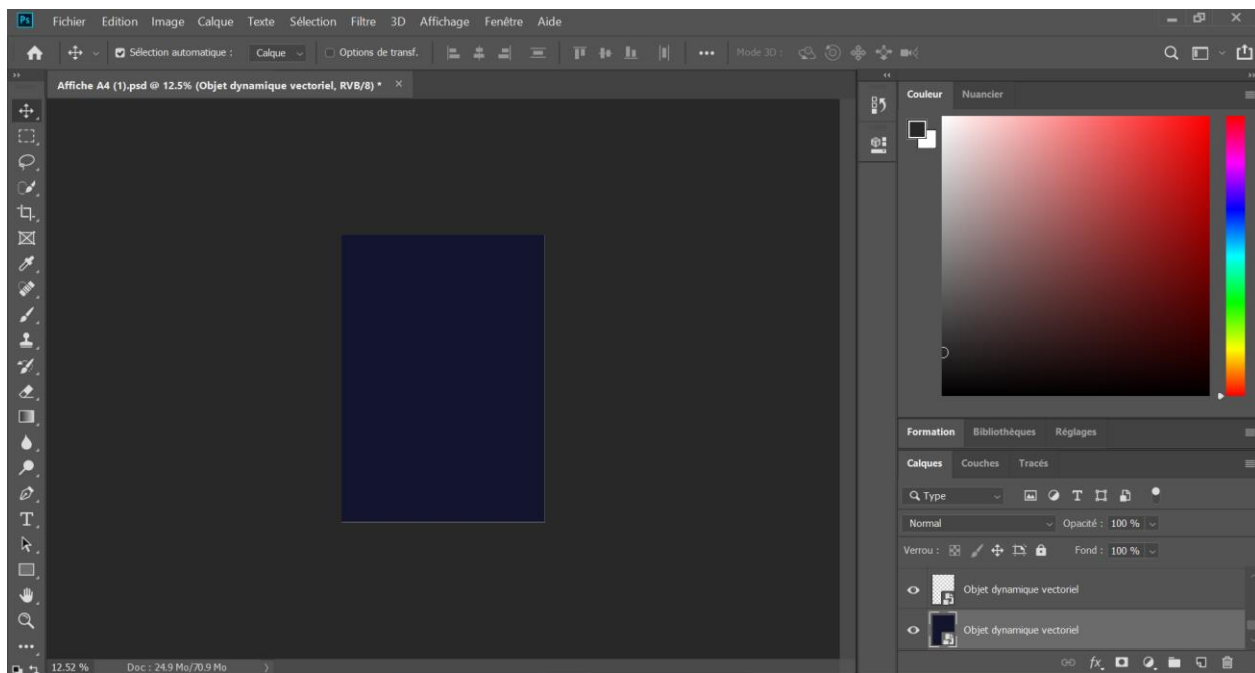 Ps Fichier Edition Image Calque Texte Sélection Filtre 3D Affichage Fenêtre Aide
Sélection automatique : Calque Options de transf. Mode 3D :
Affiche A4 (1).psd @ 12.5% (Objet dynamique vectoriel, RVB/8) * ×
Couleur Nuancier
Formation Bibliothèques Réglages
Calques Couches Tracés
Type
Normal Opacité : 100 %
Verrou : Fond : 100 %
Objet dynamique vectoriel
Objet dynamique vectoriel
12.52 % Doc : 24.9 Mo/70.9 Mo